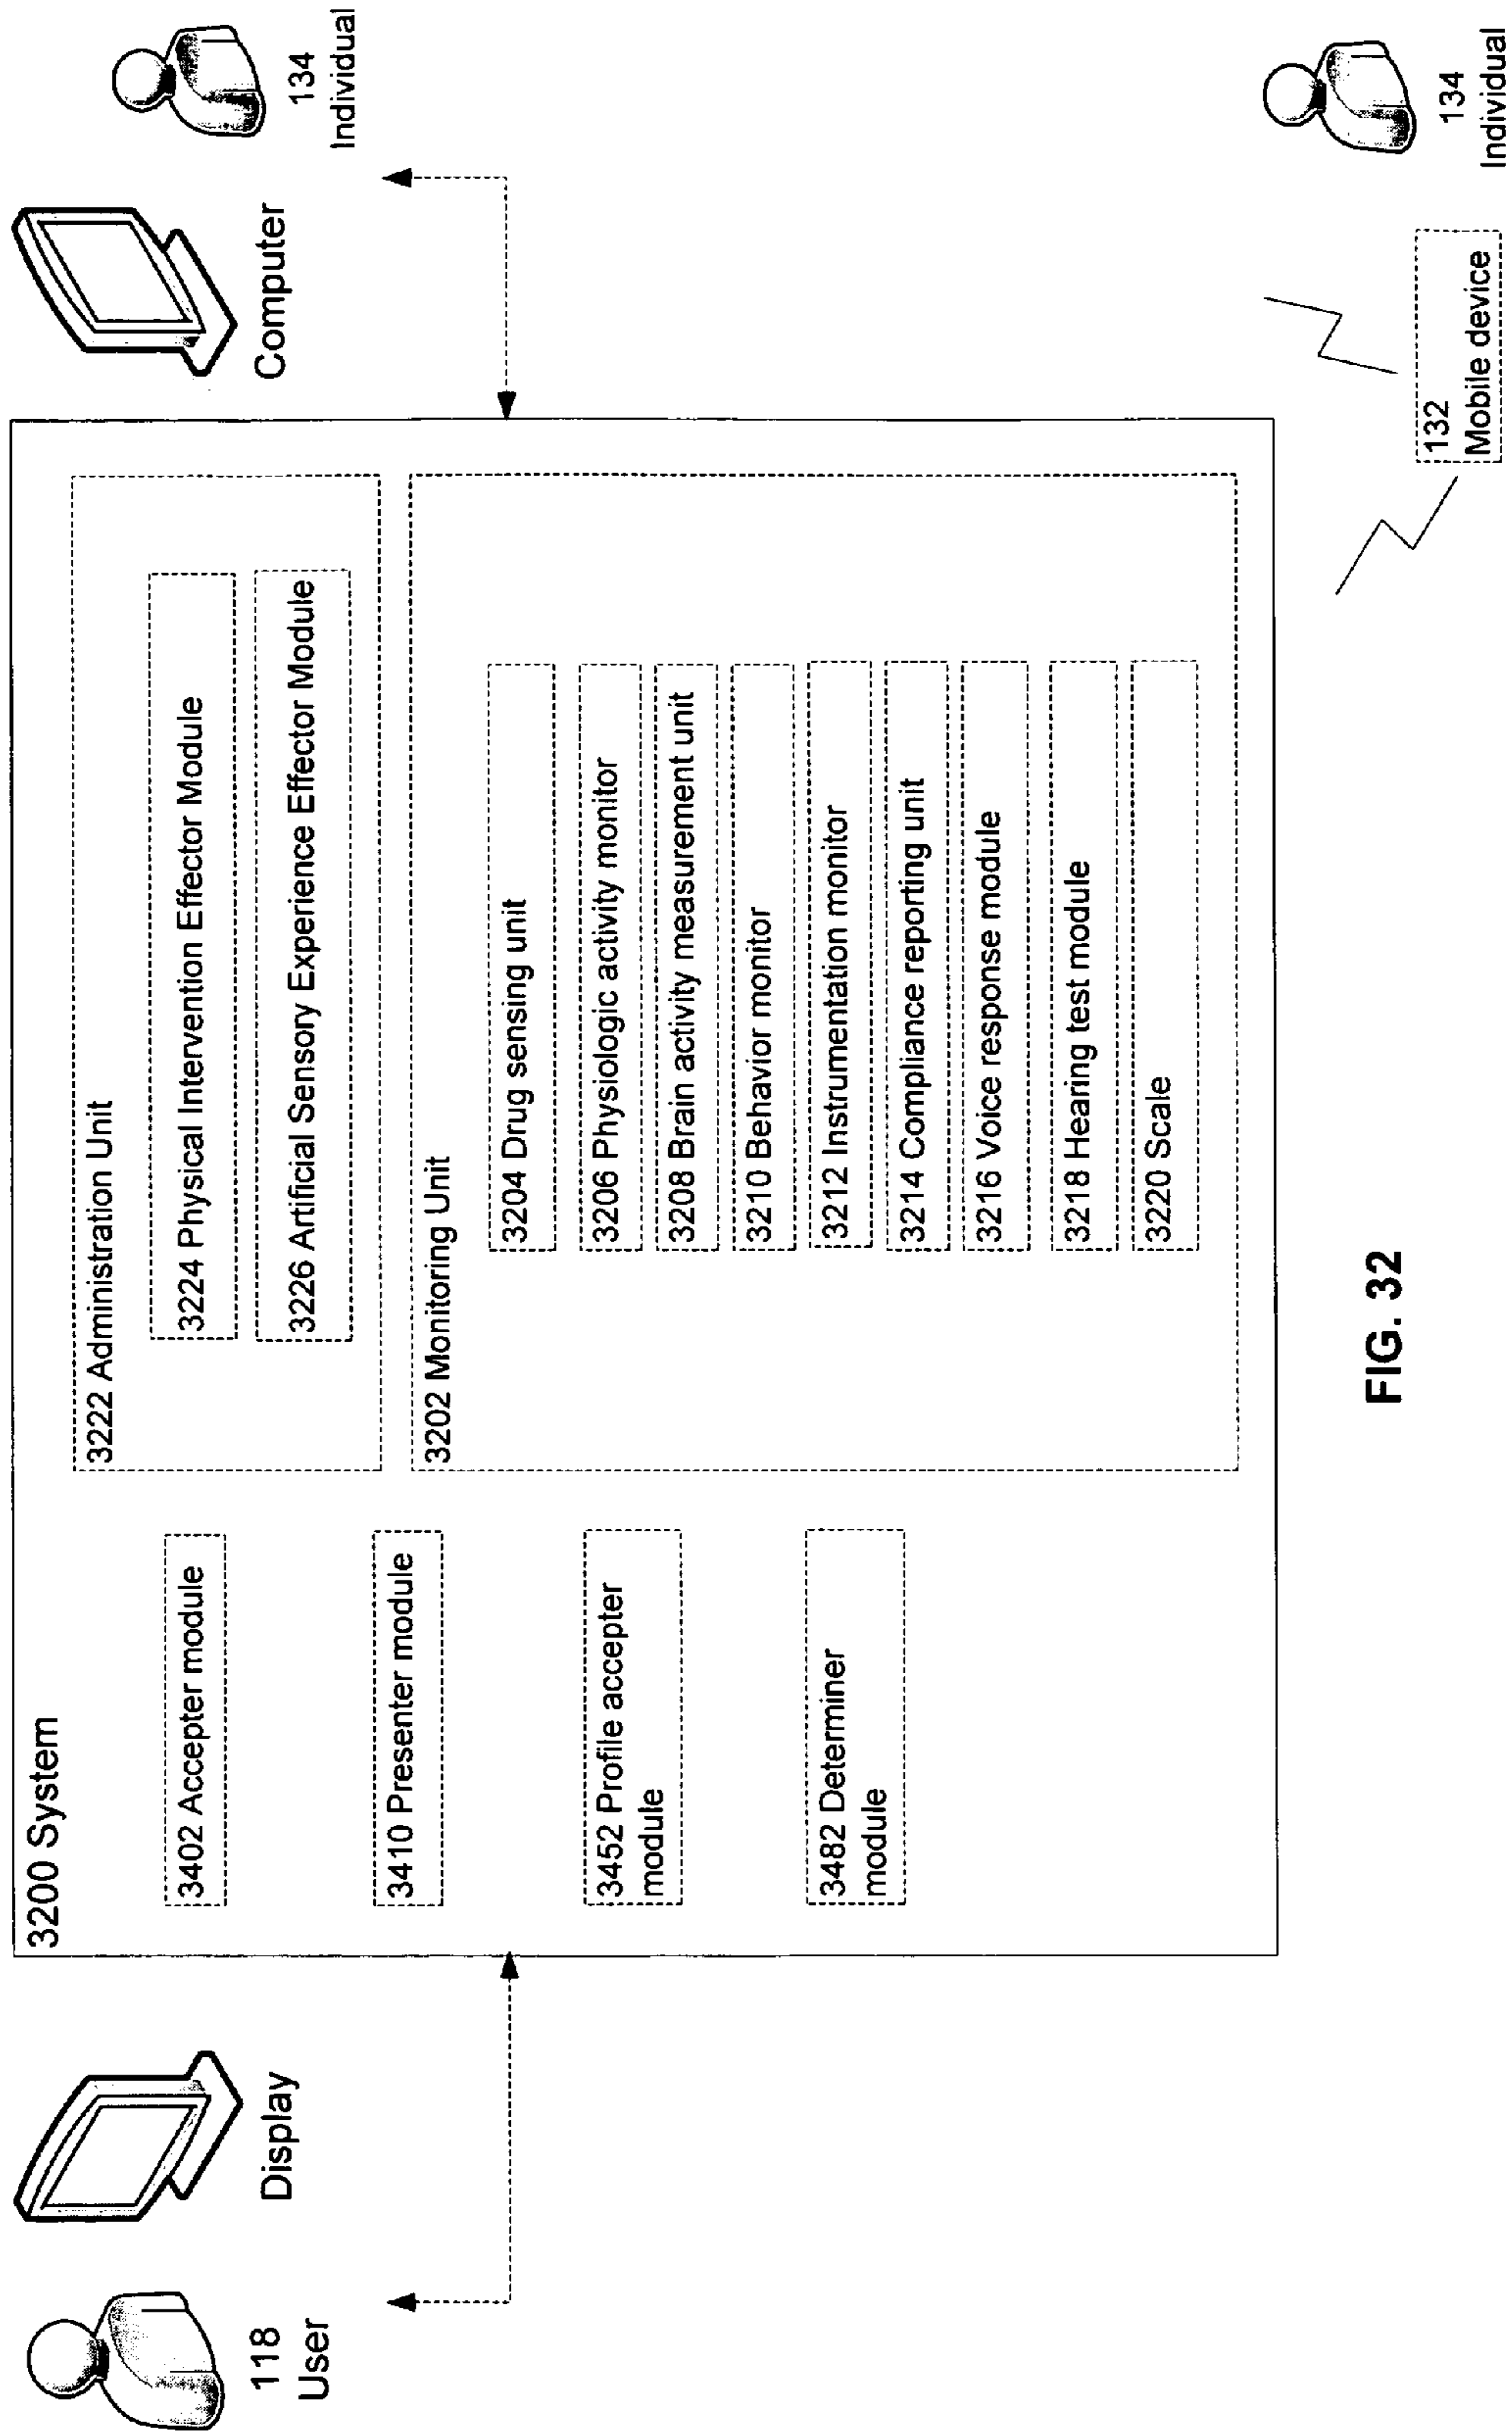 118
User
Display
3200 System
3402 Accepter module
3410 Presenter module
3452 Profile accepter
module
3482 Determiner
module
3222 Administration Unit
3224 Physical Intervention Effector Module
3226 Artificial Sensory Experience Effector Module
3202 Monitoring Unit
3204 Drug sensing unit
3206 Physiologic activity monitor
3208 Brain activity measurement unit
3210 Behavior monitor
3212 Instrumentation monitor
3214 Compliance reporting unit
3216 Voice response module
3218 Hearing test module
3220 Scale
Computer
134
Individual
132
Mobile device
134
Individual
FIG. 32